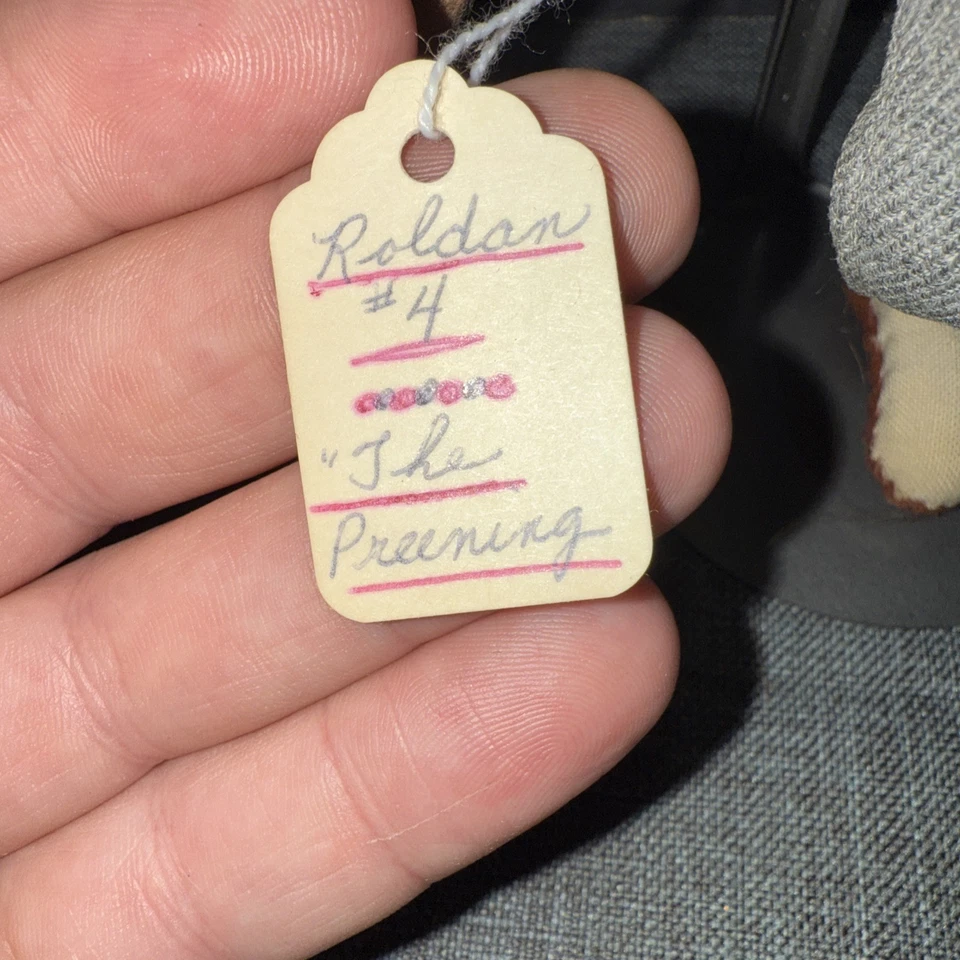 Roldan
#4
"The
Preening